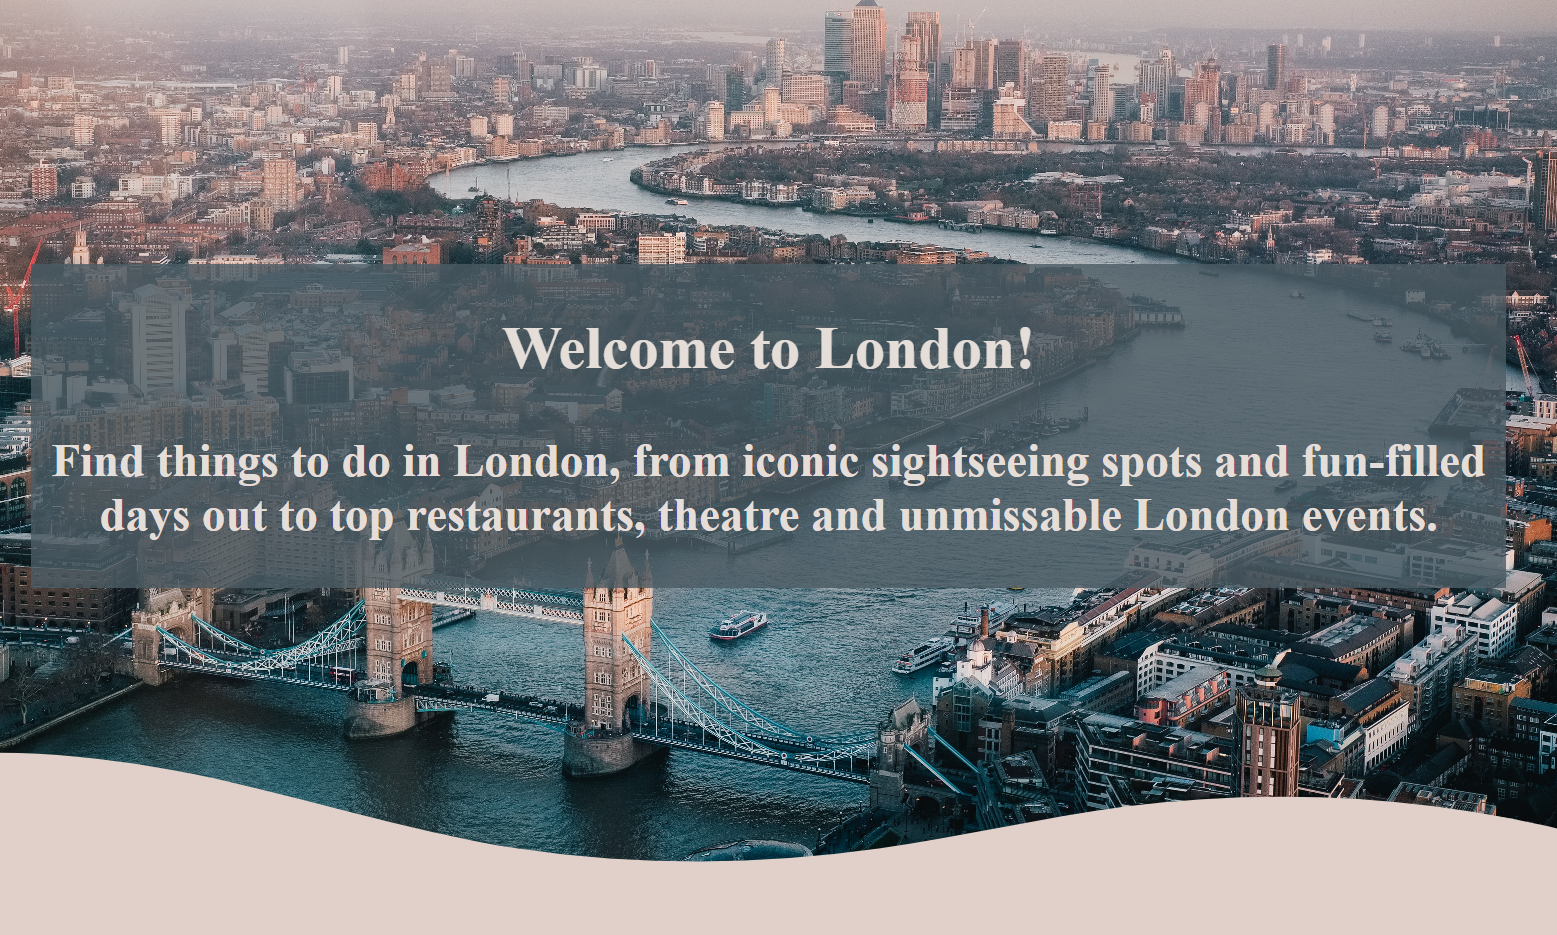 Welcome to London!
Find things to do in London, from iconic sightseeing spots and fun-filled
days out to top restaurants, theatre and unmissable London events.